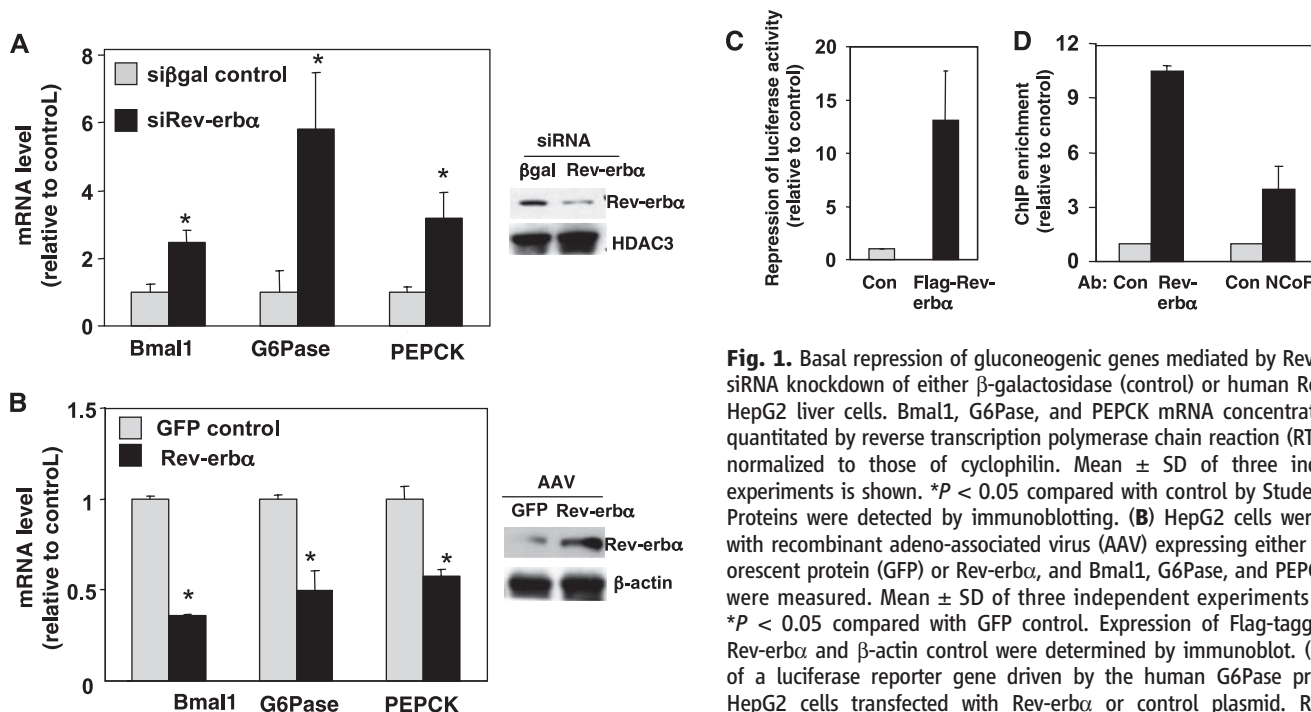 A
8
6
4
2
0
mRNA level
(relative to controL)
siβgal control
siRev-erbα
*
*
*
Bmal1 G6Pase PEPCK
siRNA
βgal Rev-erbα
Rev-erbα
HDAC3
B
1.5
1
0.5
0
mRNA level
(relative to controL)
GFP control
Rev-erbα
*
*
*
Bmal1 G6Pase PEPCK
AAV
GFP Rev-erbα
Rev-erbα
β-actin
C
20
15
10
5
0
Repression of luciferase activity
(relative to control)
Con Flag-Rev-
erbα
D
12
9
6
3
0
ChIP enrichment
(relative to cnotrol)
Ab: Con Rev- Con NCoR
erbα
Fig. 1. Basal repression of gluconeogenic genes mediated by Rev
siRNA knockdown of either β-galactosidase (control) or human Re
HepG2 liver cells. Bmal1, G6Pase, and PEPCK mRNA concentrat
quantitated by reverse transcription polymerase chain reaction (RT
normalized to those of cyclophilin. Mean ± SD of three ind
experiments is shown. *P < 0.05 compared with control by Stude
Proteins were detected by immunoblotting. (B) HepG2 cells wer
with recombinant adeno-associated virus (AAV) expressing either
orescent protein (GFP) or Rev-erbα, and Bmal1, G6Pase, and PEPC
were measured. Mean ± SD of three independent experiments
*P < 0.05 compared with GFP control. Expression of Flag-tagg
Rev-erbα and β-actin control were determined by immunoblot. (
of a luciferase reporter gene driven by the human G6Pase pr
HepG2 cells transfected with Rev-erbα or control plasmid. R